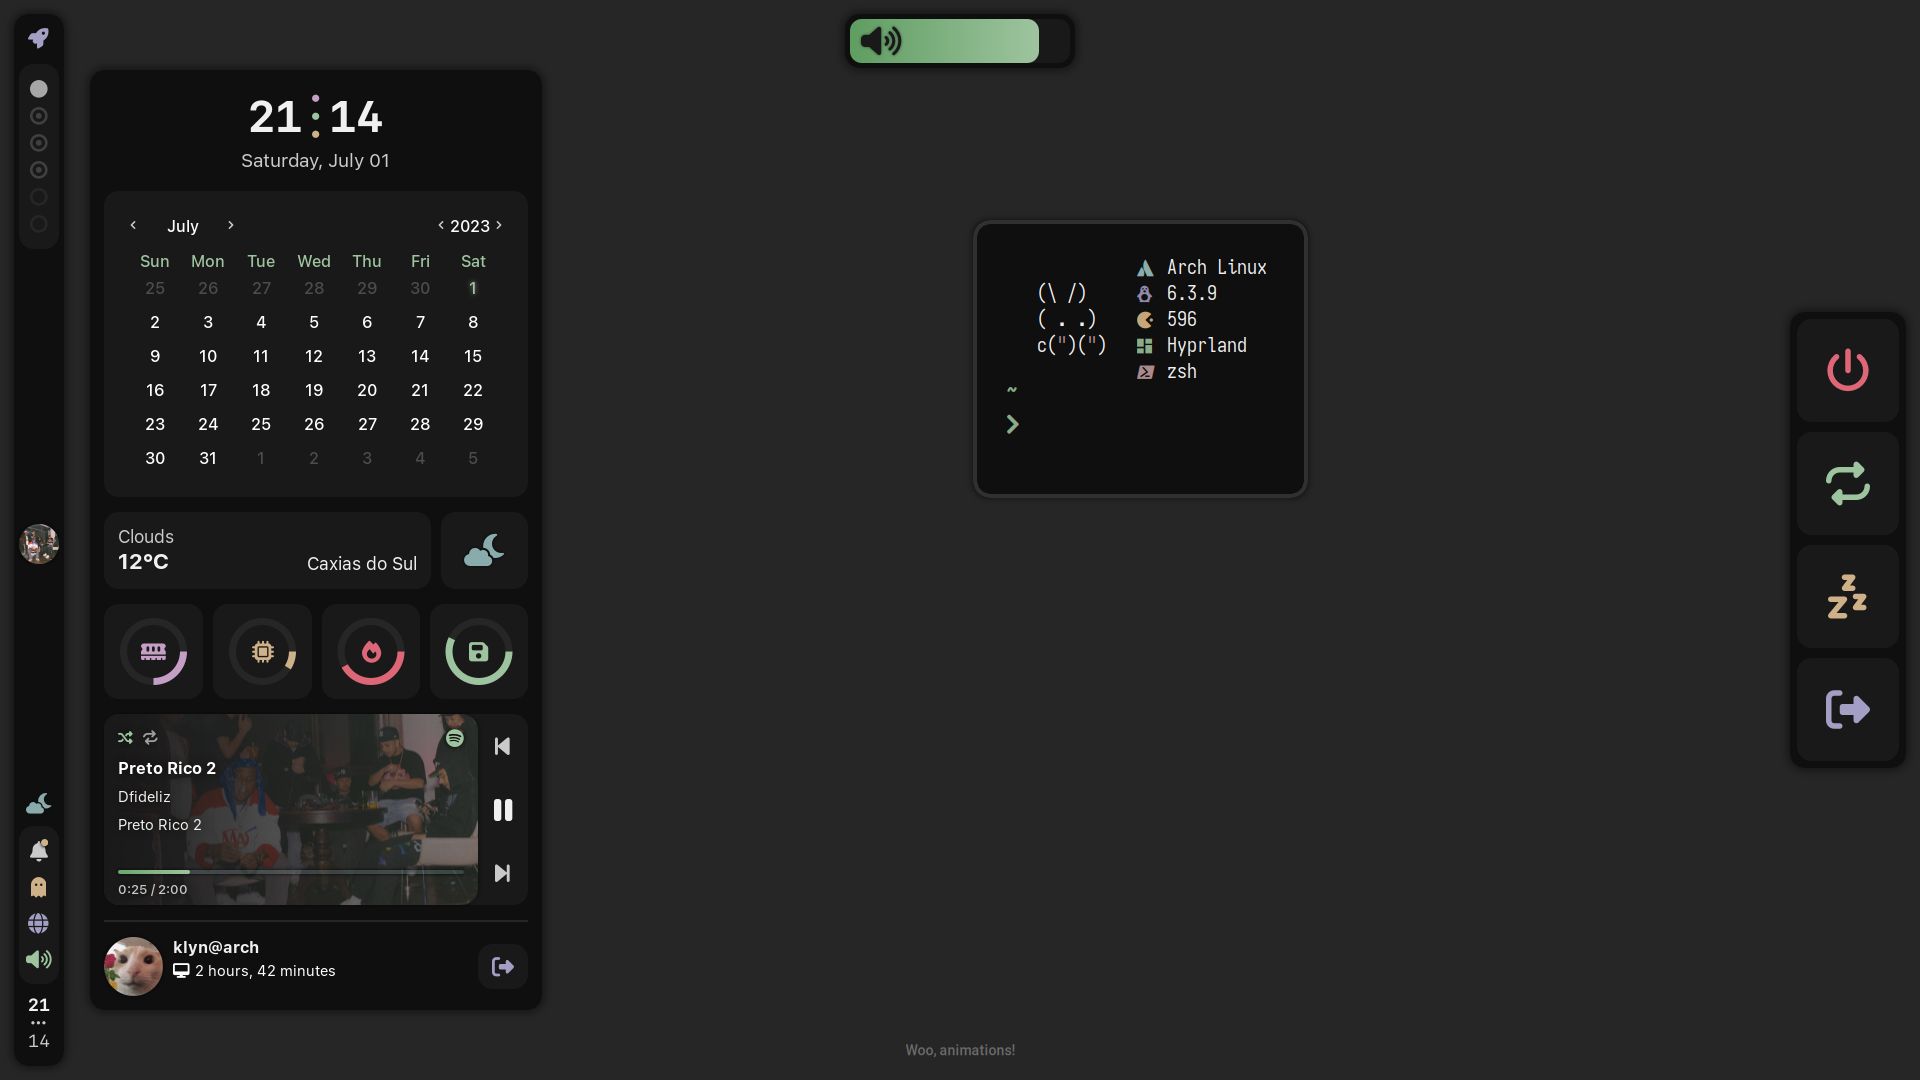 21:14
Saturday, July 01
‹ July › ‹ 2023 ›
Sun Mon Tue Wed Thu Fri Sat
25 26 27 28 29 30 1
2 3 4 5 6 7 8
9 10 11 12 13 14 15
16 17 18 19 20 21 22
23 24 25 26 27 28 29
30 31 1 2 3 4 5
Clouds
12°C
Caxias do Sul
Preto Rico 2
Dfideliz
Preto Rico 2
0:25 / 2:00
klyn@arch
2 hours, 42 minutes
21
...
14
Arch Linux
(\ /) 6.3.9
( . .) 596
c(")(") Hyprland
zsh
~
❯
z
z z
Woo, animations!